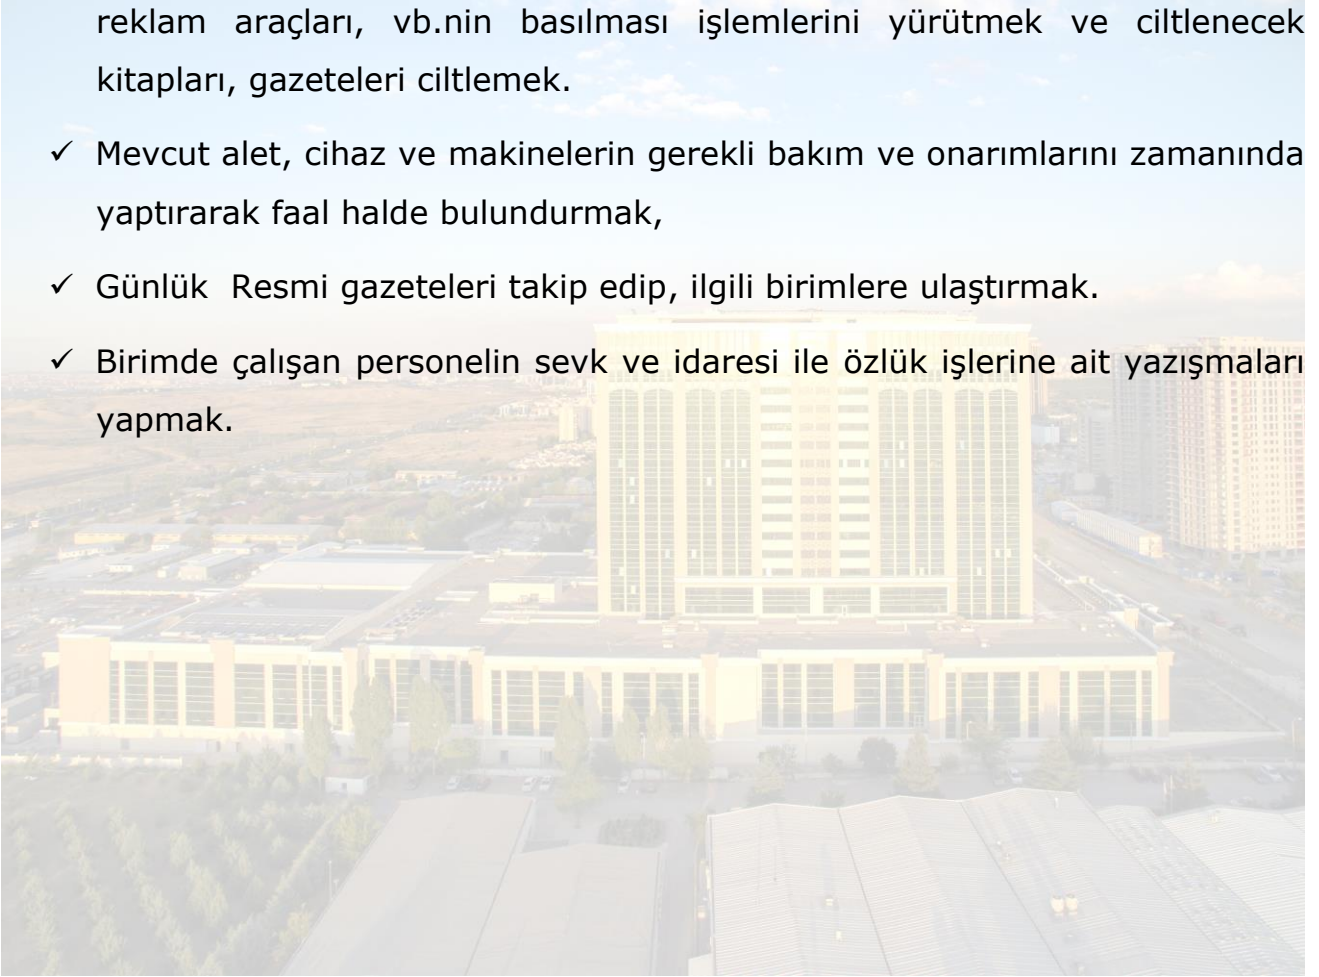 reklam araçları, vb.nin basılması işlemlerini yürütmek ve ciltlenecek
kitapları, gazeteleri ciltlemek.
✓ Mevcut alet, cihaz ve makinelerin gerekli bakım ve onarımlarını zamanında
yaptırarak faal halde bulundurmak,
✓ Günlük  Resmi gazeteleri takip edip, ilgili birimlere ulaştırmak.
✓ Birimde çalışan personelin sevk ve idaresi ile özlük işlerine ait yazışmaları
yapmak.